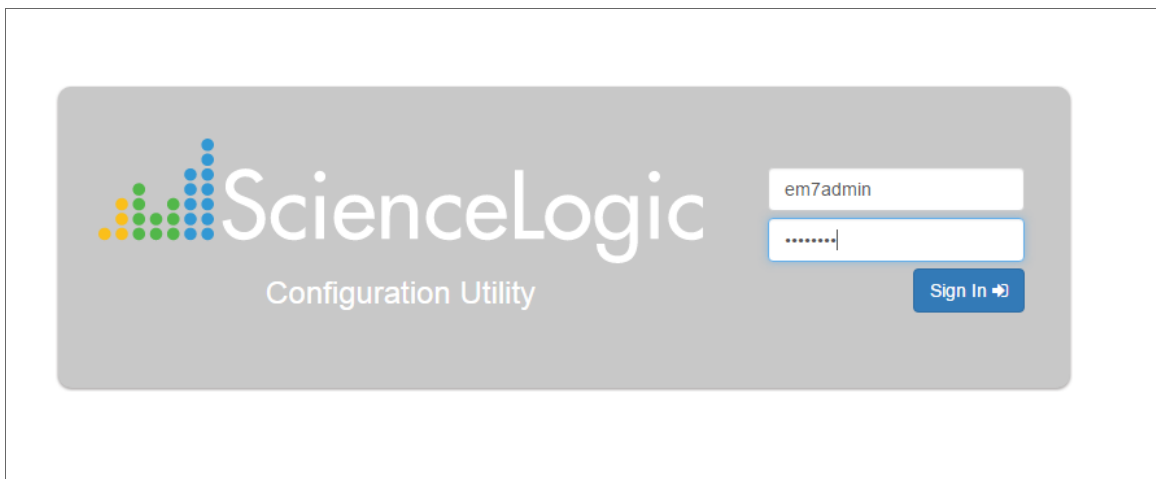 ScienceLogic
Configuration Utility
em7admin
••••••••
Sign In